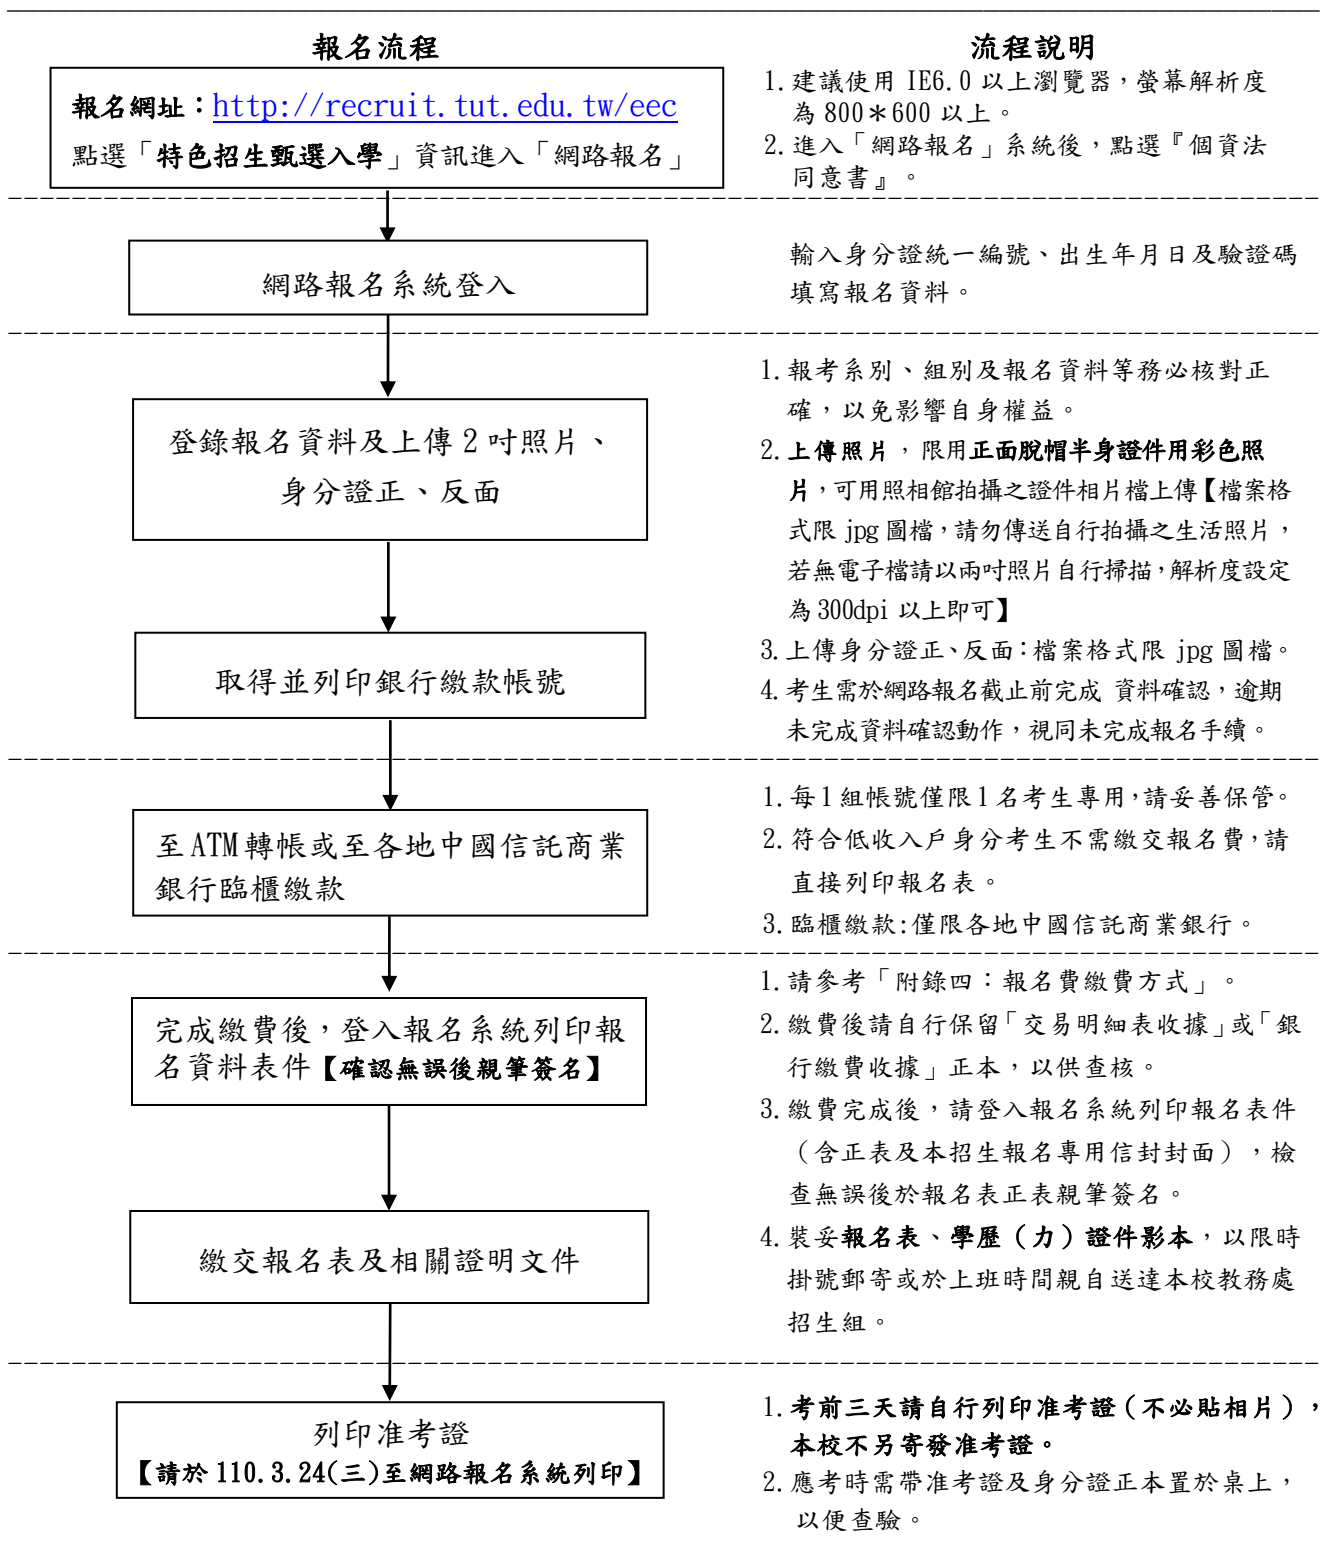 報名流程
報名網址：http://recruit.tut.edu.tw/eec
點選「特色招生甄選入學」資訊進入「網路報名」
網路報名系統登入
登錄報名資料及上傳 2 吋照片、
身分證正、反面
取得並列印銀行繳款帳號
至 ATM 轉帳或至各地中國信託商業
銀行臨櫃繳款
完成繳費後，登入報名系統列印報
名資料表件【確認無誤後親筆簽名】
繳交報名表及相關證明文件
列印准考證
【請於 110.3.24(三)至網路報名系統列印】
流程說明
1.建議使用 IE6.0 以上瀏覽器，螢幕解析度
為 800＊600 以上。
2.進入「網路報名」系統後，點選『個資法
同意書』。
輸入身分證統一編號、出生年月日及驗證碼
填寫報名資料。
1.報考系別、組別及報名資料等務必核對正
確，以免影響自身權益。
2.上傳照片，限用正面脫帽半身證件用彩色照
片，可用照相館拍攝之證件相片檔上傳【檔案格
式限 jpg 圖檔，請勿傳送自行拍攝之生活照片，
若無電子檔請以兩吋照片自行掃描，解析度設定
為 300dpi 以上即可】
3.上傳身分證正、反面：檔案格式限 jpg 圖檔。
4.考生需於網路報名截止前完成 資料確認，逾期
未完成資料確認動作，視同未完成報名手續。
1.每 1 組帳號僅限 1 名考生專用，請妥善保管。
2.符合低收入戶身分考生不需繳交報名費，請
直接列印報名表。
3.臨櫃繳款:僅限各地中國信託商業銀行。
1.請參考「附錄四：報名費繳費方式」。
2.繳費後請自行保留「交易明細表收據」或「銀
行繳費收據」正本，以供查核。
3.繳費完成後，請登入報名系統列印報名表件
（含正表及本招生報名專用信封封面），檢
查無誤後於報名表正表親筆簽名。
4.裝妥報名表、學歷（力）證件影本，以限時
掛號郵寄或於上班時間親自送達本校教務處
招生組。
1.考前三天請自行列印准考證（不必貼相片），
本校不另寄發准考證。
2.應考時需帶准考證及身分證正本置於桌上，
以便查驗。